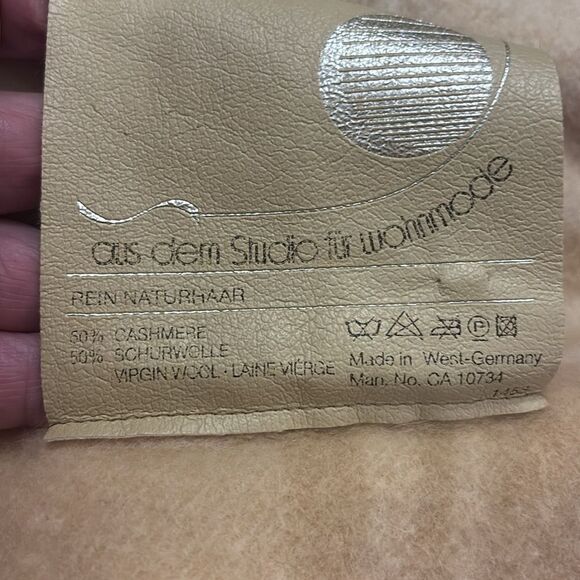 aus dem Studio für wohnmode
REIN NATURHAAR
50% CASHMERE
50% SCHURWOLLE
VIRGIN WOOL · LAINE VIÉRGE
P
Made in West-Germany
Man. No. CA 10734